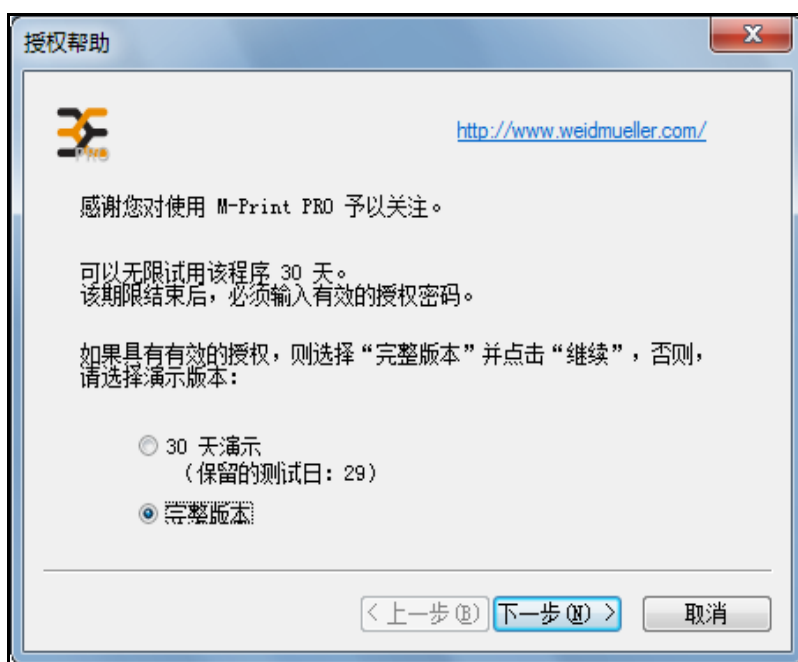 授权帮助
PRO
http://www.weidmueller.com/
感谢您对使用 M-Print PRO 予以关注。
可以无限试用该程序 30 天。
该期限结束后，必须输入有效的授权密码。
如果具有有效的授权，则选择“完整版本”并点击“继续”，否则，
请选择演示版本：
30 天演示
（保留的测试日：29）
完整版本
< 上一步(B)
下一步(N) >
取消